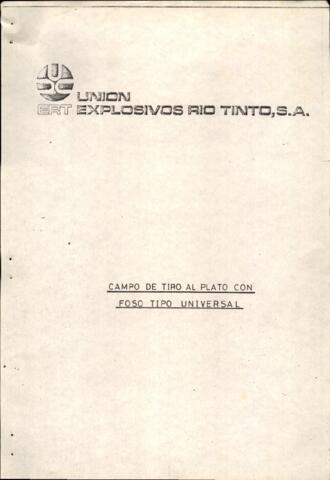 UNION
ERT EXPLOSIVOS RIO TINTO, S.A.
CAMPO DE TIRO AL PLATO CON
FOSO TIPO UNIVERSAL